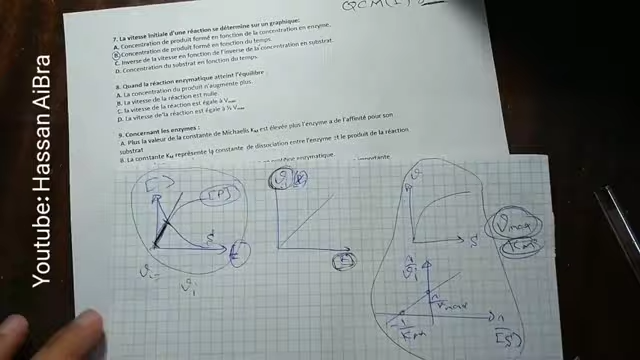 QCM(1)
7. La vitesse initiale d'une réaction se détermine sur un graphique:
A. Concentration de produit formé en fonction de la concentration en enzyme.
B. Concentration de produit formé en fonction du temps.
C. Inverse de la vitesse en fonction de l'inverse de la concentration en substrat.
D. Concentration du substrat en fonction du temps.
8. Quand la réaction enzymatique atteint l'équilibre
A. La concentration du produit n'augmente plus.
B. La vitesse de la réaction est nulle.
C. la vitesse de la réaction est égale à Vmax
D. La vitesse de la réaction est égale à ½ Vmax
9. Concernant les enzymes :
A. Plus la valeur de la constante de Michaelis KM est élevée plus l'enzyme a de l'affinité pour son
substrat
B. La constante KM représente la constante de dissociation entre l'enzyme et le produit de la réaction
enzymatique.
[ ]
[P]
S
t
Vi =
Vi
V
S
Vmax
Km
1/Vi
1/Vmax
-1/Km
1/[S]
Youtube: Hassan AiBra